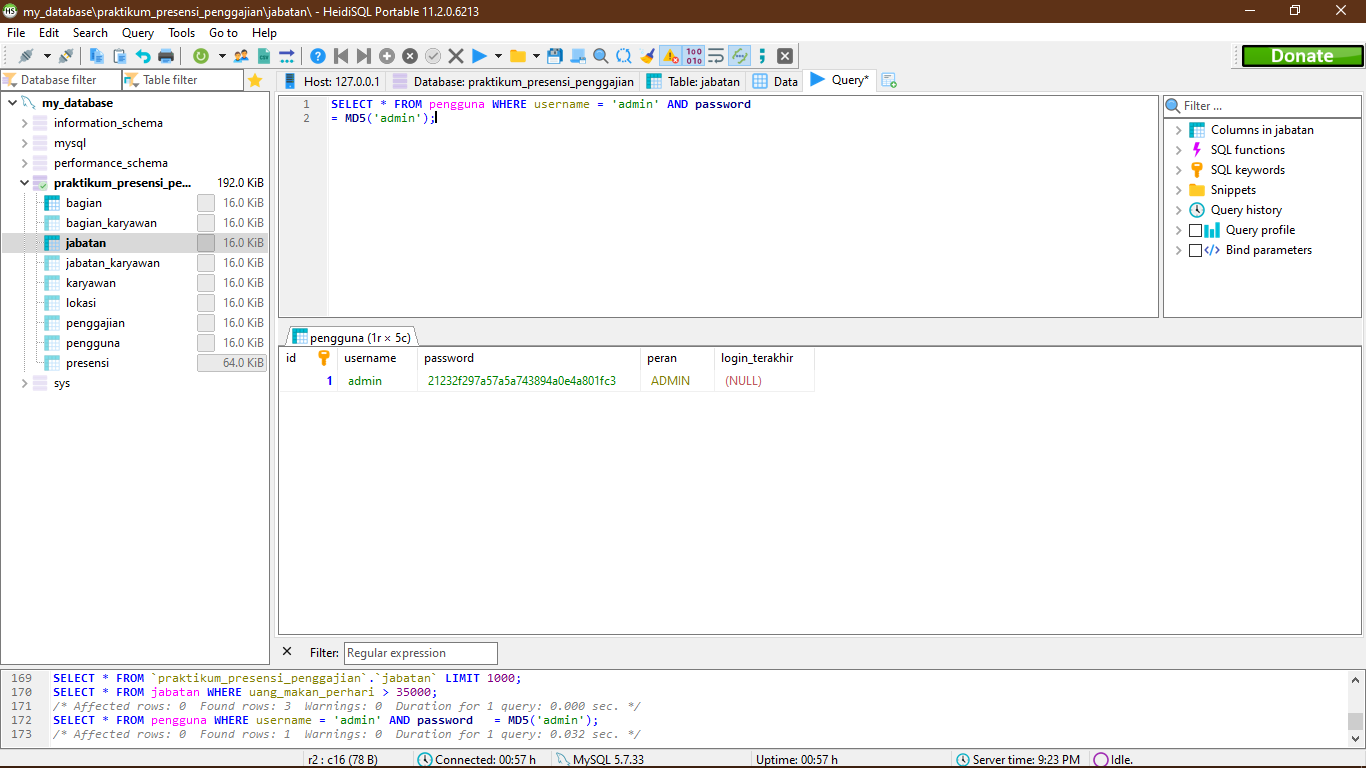 my_database\praktikum_presensi_penggajian\jabatan\ - HeidiSQL Portable 11.2.0.6213
File Edit Search Query Tools Go to Help
Donate
Database filter Table filter
Host: 127.0.0.1 Database: praktikum_presensi_penggajian Table: jabatan Data Query*
my_database
information_schema
mysql
performance_schema
praktikum_presensi_pe... 192.0 KiB
bagian 16.0 KiB
bagian_karyawan 16.0 KiB
jabatan 16.0 KiB
jabatan_karyawan 16.0 KiB
karyawan 16.0 KiB
lokasi 16.0 KiB
penggajian 16.0 KiB
pengguna 16.0 KiB
presensi 64.0 KiB
sys
1 SELECT * FROM pengguna WHERE username = 'admin' AND password
2 = MD5('admin');
Filter ...
Columns in jabatan
SQL functions
SQL keywords
Snippets
Query history
Query profile
Bind parameters
pengguna (1r × 5c)
id username password peran login_terakhir
1 admin 21232f297a57a5a743894a0e4a801fc3 ADMIN (NULL)
Filter: Regular expression
169 SELECT * FROM `praktikum_presensi_penggajian`.`jabatan` LIMIT 1000;
170 SELECT * FROM jabatan WHERE uang_makan_perhari > 35000;
171 /* Affected rows: 0 Found rows: 3 Warnings: 0 Duration for 1 query: 0.000 sec. */
172 SELECT * FROM pengguna WHERE username = 'admin' AND password = MD5('admin');
173 /* Affected rows: 0 Found rows: 1 Warnings: 0 Duration for 1 query: 0.032 sec. */
r2 : c16 (78 B) Connected: 00:57 h MySQL 5.7.33 Uptime: 00:57 h Server time: 9:23 PM Idle.